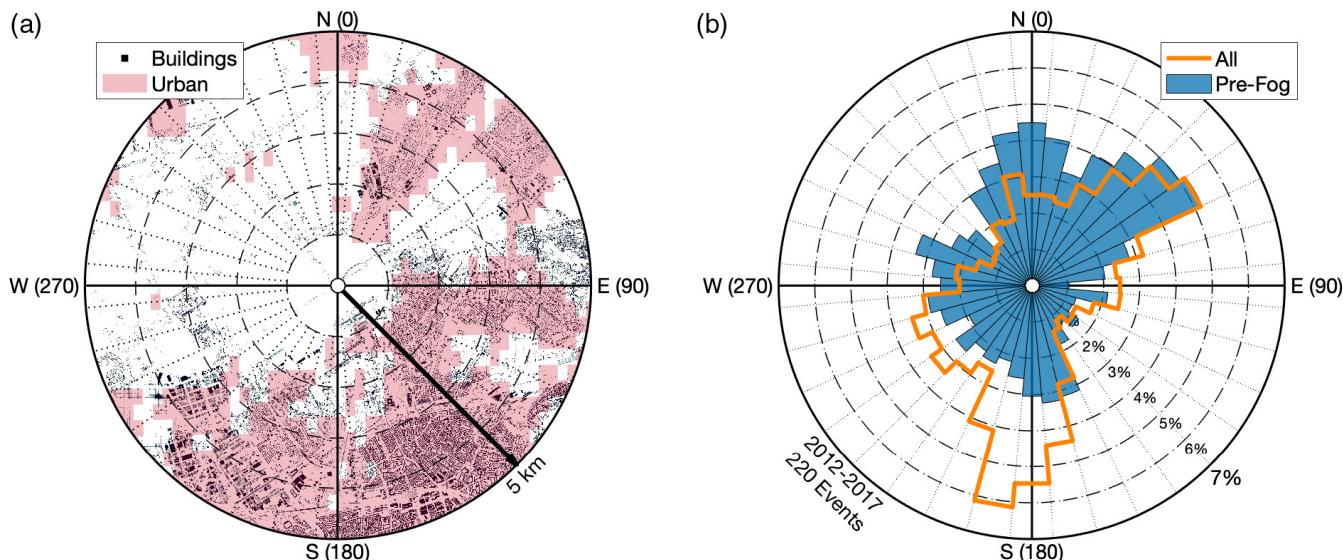 (a)
N (0)
Buildings
Urban
W (270)
E (90)
5 km
S (180)
(b)
N (0)
All
Pre-Fog
W (270)
E (90)
2%
3%
4%
5%
6%
7%
2012-2017
220 Events
S (180)